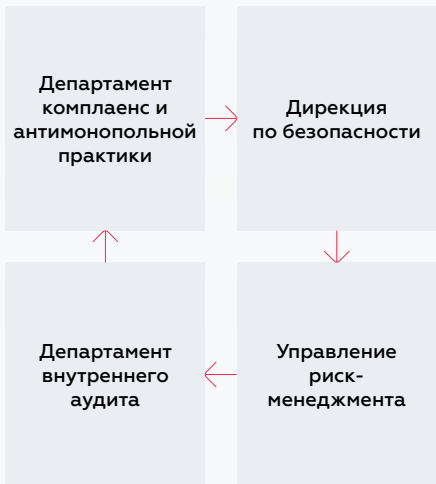 Департамент
комплаенс и
антимонопольной
практики
Дирекция
по безопасности
Департамент
внутреннего
аудита
Управление
риск-
менеджмента